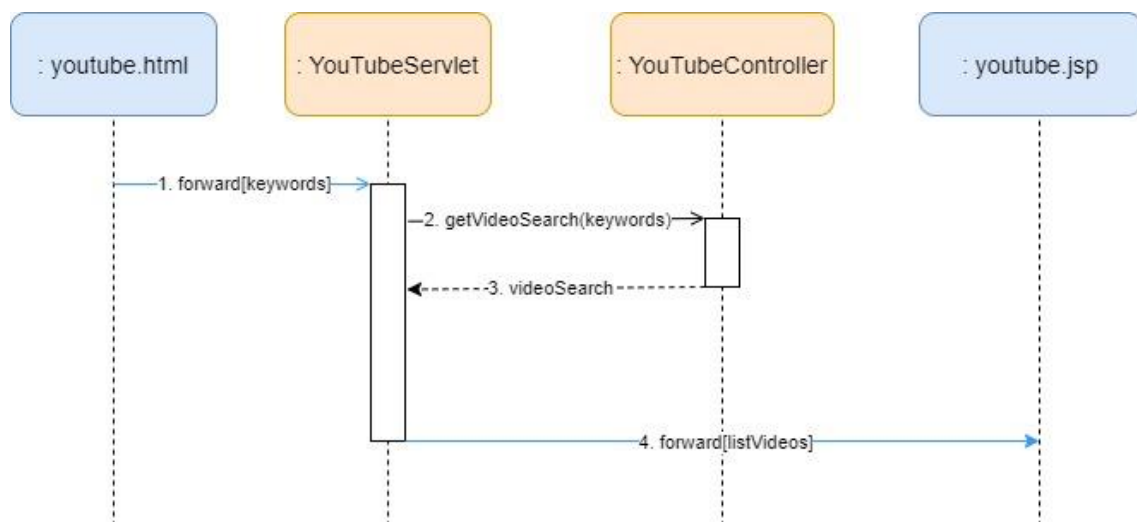 : youtube.html
: YouTubeServlet
: YouTubeController
: youtube.jsp
1. forward[keywords]
2. getVideoSearch(keywords)
3. videoSearch
4. forward[listVideos]